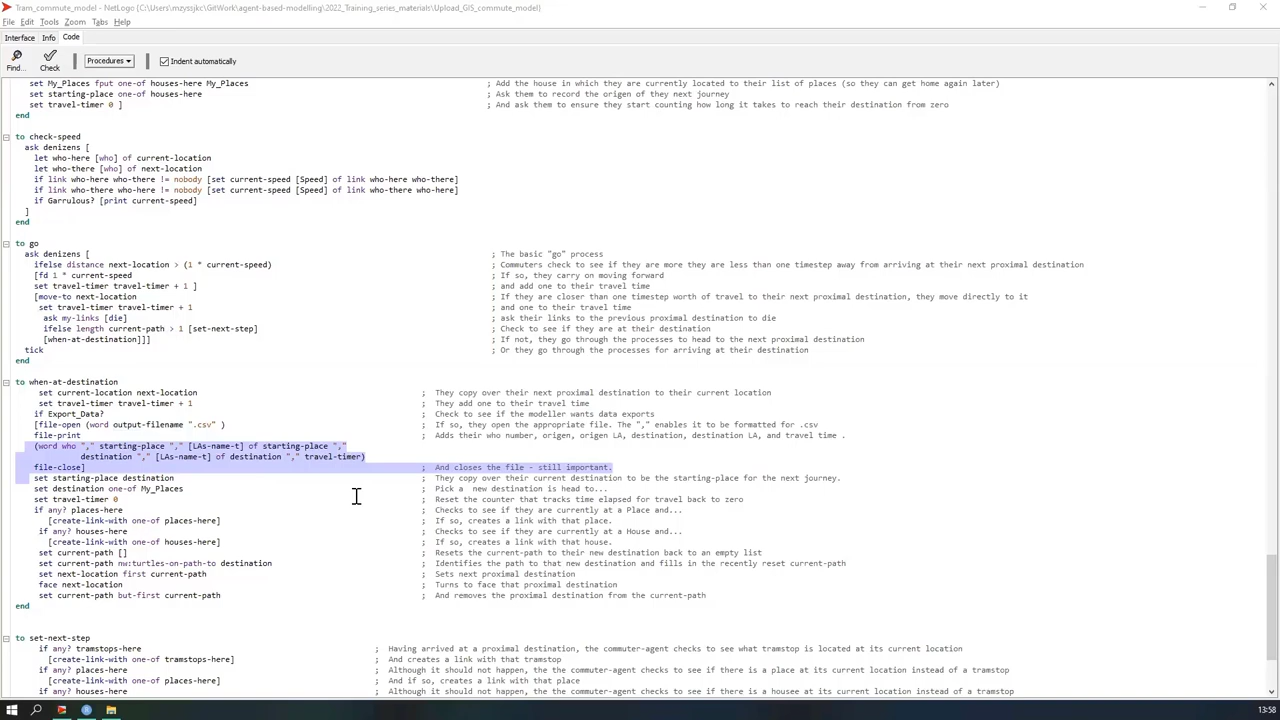 Tram_commute_model - NetLogo {C:\Users\mzyssjkc\GitWork\agent-based-modelling\2022_Training_series_materials\Upload_GIS_commute_model}
File Edit Tools Zoom Tabs Help
Interface Info Code
Find... Check Procedures Indent automatically
set My_Places fput one-of houses-here My_Places ; Add the house in which they are currently located to their list of places (so they can get home again later)
set starting-place one-of houses-here ; Ask them to record the origen of they next journey
set travel-timer 0 ] ; And ask them to ensure they start counting how long it takes to reach their destination from zero
end
to check-speed
ask denizens [
let who-here [who] of current-location
let who-there [who] of next-location
if link who-here who-there != nobody [set current-speed [Speed] of link who-here who-there]
if link who-there who-here != nobody [set current-speed [Speed] of link who-there who-here]
if Garrulous? [print current-speed]
]
end
to go
ask denizens [ ; The basic "go" process
ifelse distance next-location > (1 * current-speed) ; Commuters check to see if they are more they are less than one timestep away from arriving at their next proximal destination
[fd 1 * current-speed ; If so, they carry on moving forward
set travel-timer travel-timer + 1 ] ; and add one to their travel time
[move-to next-location ; If they are closer than one timestep worth of travel to their next proximal destination, they move directly to it
set travel-timer travel-timer + 1 ; and one to their travel time
ask my-links [die] ; ask their links to the previous proximal destination to die
ifelse length current-path > 1 [set-next-step] ; Check to see if they are at their destination
[when-at-destination]]] ; If not, they go through the processes to head to the next proximal destination
tick ; Or they go through the processes for arriving at their destination
end
to when-at-destination
set current-location next-location ; They copy over their next proximal destination to their current location
set travel-timer travel-timer + 1 ; They add one to their travel time
if Export_Data? ; Check to see if the modeller wants data exports
[file-open (word output-filename ".csv" ) ; If so, they open the appropriate file. The "," enables it to be formatted for .csv
file-print ; Adds their who number, origen, origen LA, destination, destination LA, and travel time .
(word who "," starting-place "," [LAs-name-t] of starting-place ","
destination "," [LAs-name-t] of destination "," travel-timer)
file-close] ; And closes the file - still important.
set starting-place destination ; They copy over their current destination to be the starting-place for the next journey.
set destination one-of My_Places ; Pick a  new destination is head to...
set travel-timer 0 ; Reset the counter that tracks time elapsed for travel back to zero
if any? places-here ; Checks to see if they are currently at a Place and...
[create-link-with one-of places-here] ; If so, creates a link with that place.
if any? houses-here ; Checks to see if they are currently at a House and...
[create-link-with one-of houses-here] ; If so, creates a link with that house.
set current-path [] ; Resets the current-path to their new destination back to an empty list
set current-path nw:turtles-on-path-to destination ; Identifies the path to that new destination and fills in the recently reset current-path
set next-location first current-path ; Sets next proximal destination
face next-location ; Turns to face that proximal destination
set current-path but-first current-path ; And removes the proximal destination from the current-path
end
to set-next-step
if any? tramstops-here ; Having arrived at a proximal destination, the commuter-agent checks to see what tramstop is located at its current location
[create-link-with one-of tramstops-here] ; And creates a link with that tramstop
if any? places-here ; Although it should not happen, the the commuter-agent checks to see if there is a place at its current location instead of a tramstop
[create-link-with one-of places-here] ; And if so, creates a link with that place
if any? houses-here ; Although it should not happen, the the commuter-agent checks to see if there is a housee at its current location instead of a tramstop
13:58